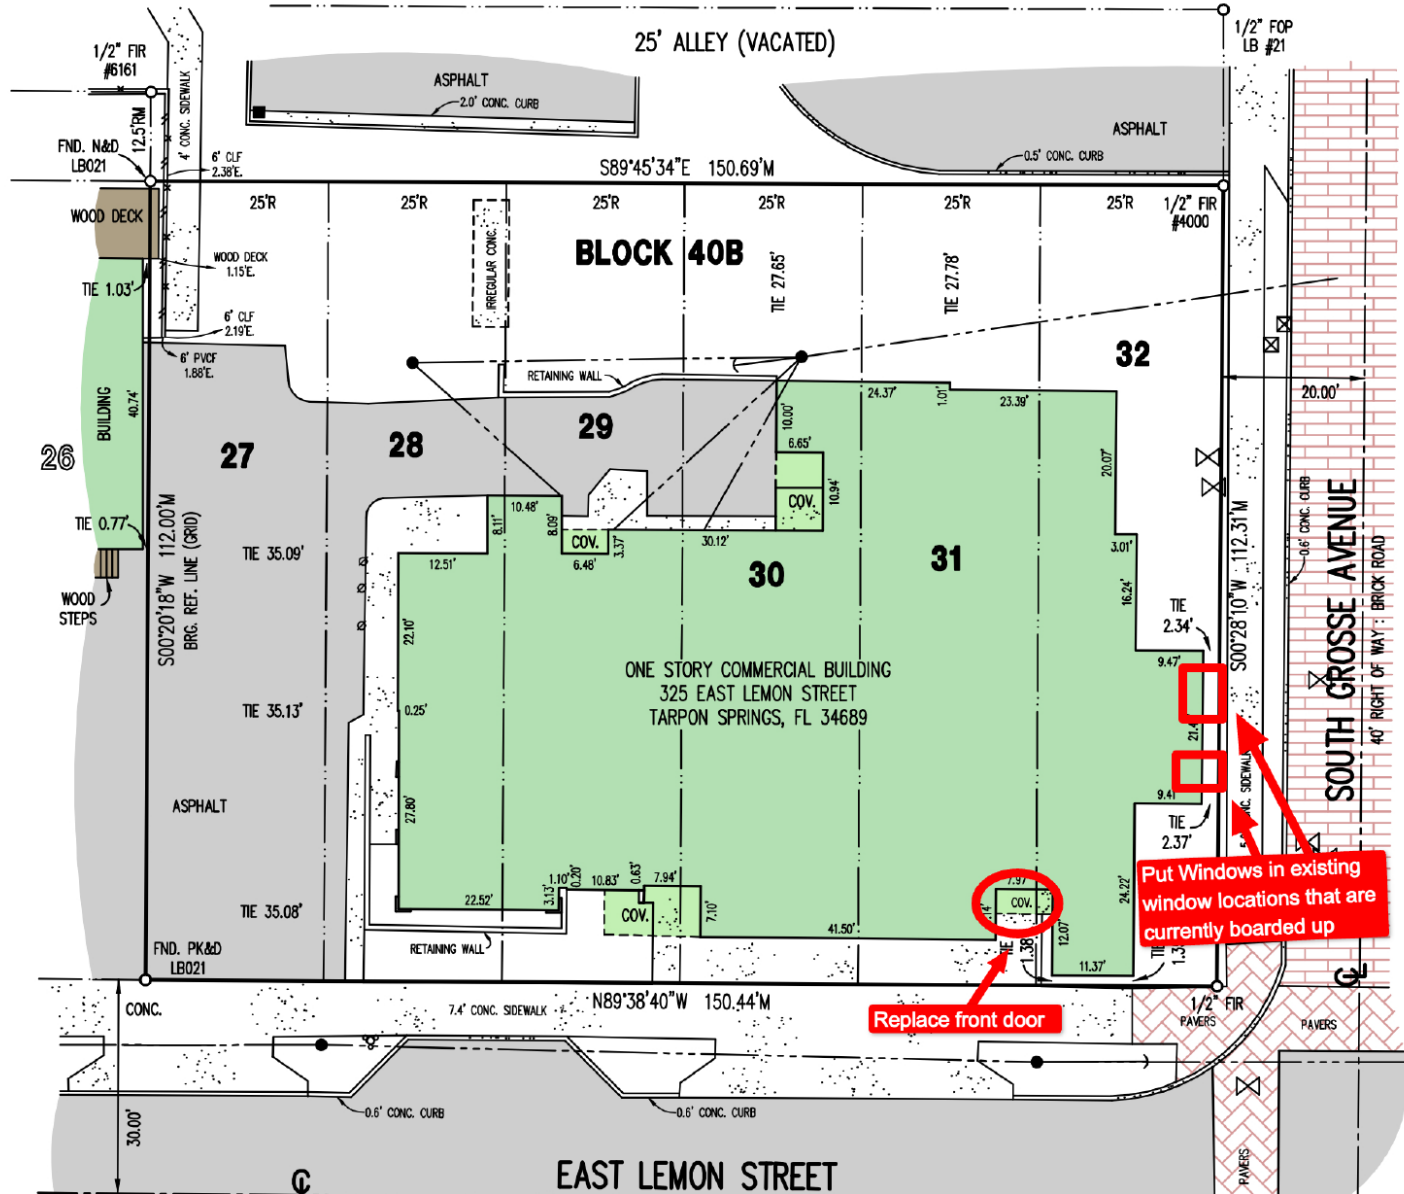 25' ALLEY (VACATED)
1/2" FIR
#6161
1/2" FOP
LB #21
ASPHALT
2.0' CONC. CURB
ASPHALT
0.5' CONC. CURB
4' CONC. SIDEWALK
12.5'RM
FND. N&D
LB021
6' CLF
2.38'E.
S89°45'34"E 150.69'M
25'R
25'R
25'R
25'R
25'R
25'R
1/2" FIR
#4000
WOOD DECK
WOOD DECK
1.15'E.
IRREGULAR CONC.
BLOCK 40B
TIE 27.65'
TIE 27.78'
TIE 1.03'
6' CLF
2.19'E.
6' PVCF
1.88'E.
32
20.00'
RETAINING WALL
24.37'
1.01'
23.39'
BUILDING
40.74'
10.00'
6.65'
26
27
28
29
20.07'
10.48'
COV.
10.94'
8.11'
8.09'
TIE 0.77'
S00°20'18"W 112.00'M
BRG. REF. LINE (GRID)
TIE 35.09'
12.51'
COV.
6.48'
3.37'
30.12'
30
31
3.01'
16.24'
S00°28'10"W 112.31'M
0.6' CONC. CURB
SOUTH GROSSE AVENUE
40' RIGHT OF WAY : BRICK ROAD
WOOD
STEPS
22.10'
TIE
2.34'
9.47'
ONE STORY COMMERCIAL BUILDING
325 EAST LEMON STREET
TARPON SPRINGS, FL 34689
TIE 35.13'
0.25'
21.4
ASPHALT
27.80'
9.41'
TIE
2.37'
NC. SIDEWALK
Put Windows in existing
window locations that are
currently boarded up
TIE 35.08'
22.52'
3.13'
1.10'
0.20'
10.83'
0.63'
7.94'
7.10'
COV.
41.50'
7.97'
COV.
24.22'
12.07'
TIE
1.38'
11.37'
RETAINING WALL
FND. PK&D
LB021
Replace front door
CONC.
7.4' CONC. SIDEWALK
N89°38'40"W 150.44'M
1/2" FIR
PAVERS
PAVERS
0.6' CONC. CURB
0.6' CONC. CURB
30.00'
EAST LEMON STREET
PAVERS